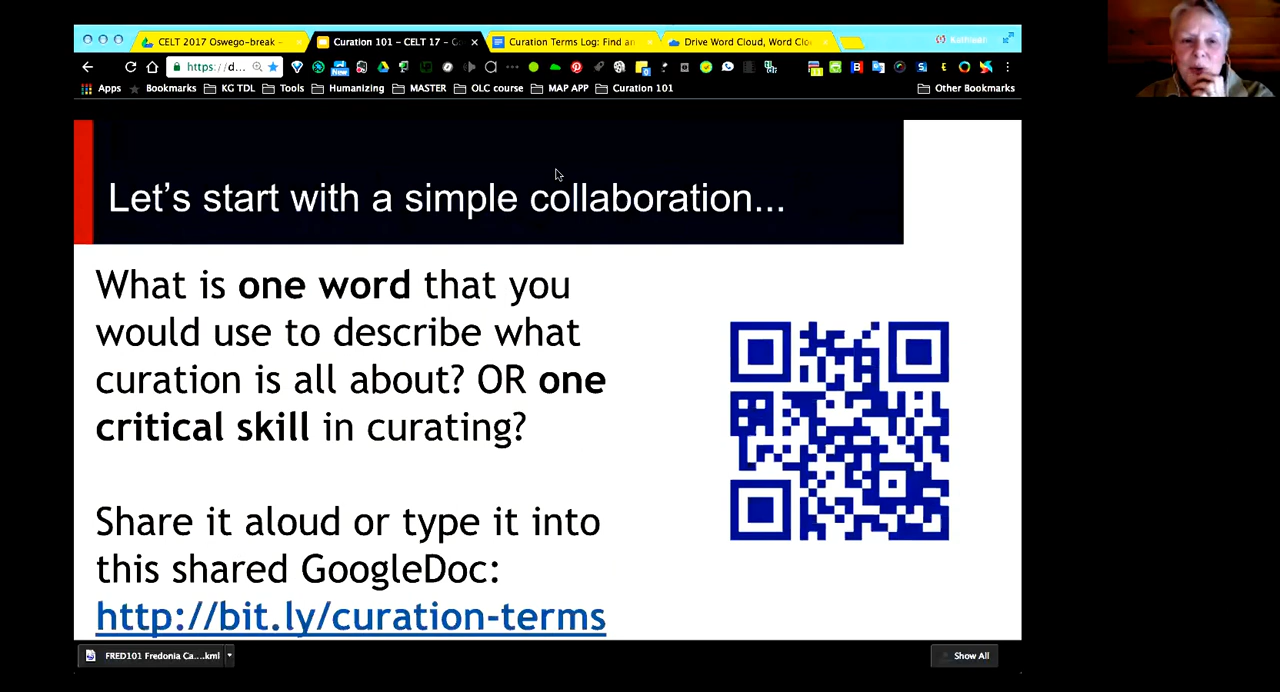 CELT 2017 Oswego-break -
Curation 101 - CELT 17 - G
Curation Terms Log: Find an
Drive Word Cloud, Word Clo
Kathleen
https://d...
New
11
Apps
Bookmarks
KG TDL
Tools
Humanizing
MASTER
OLC course
MAP APP
Curation 101
Other Bookmarks
Let's start with a simple collaboration...
What is one word that you
would use to describe what
curation is all about? OR one
critical skill in curating?
Share it aloud or type it into
this shared GoogleDoc:
http://bit.ly/curation-terms
FRED101 Fredonia Ca....kml
Show All